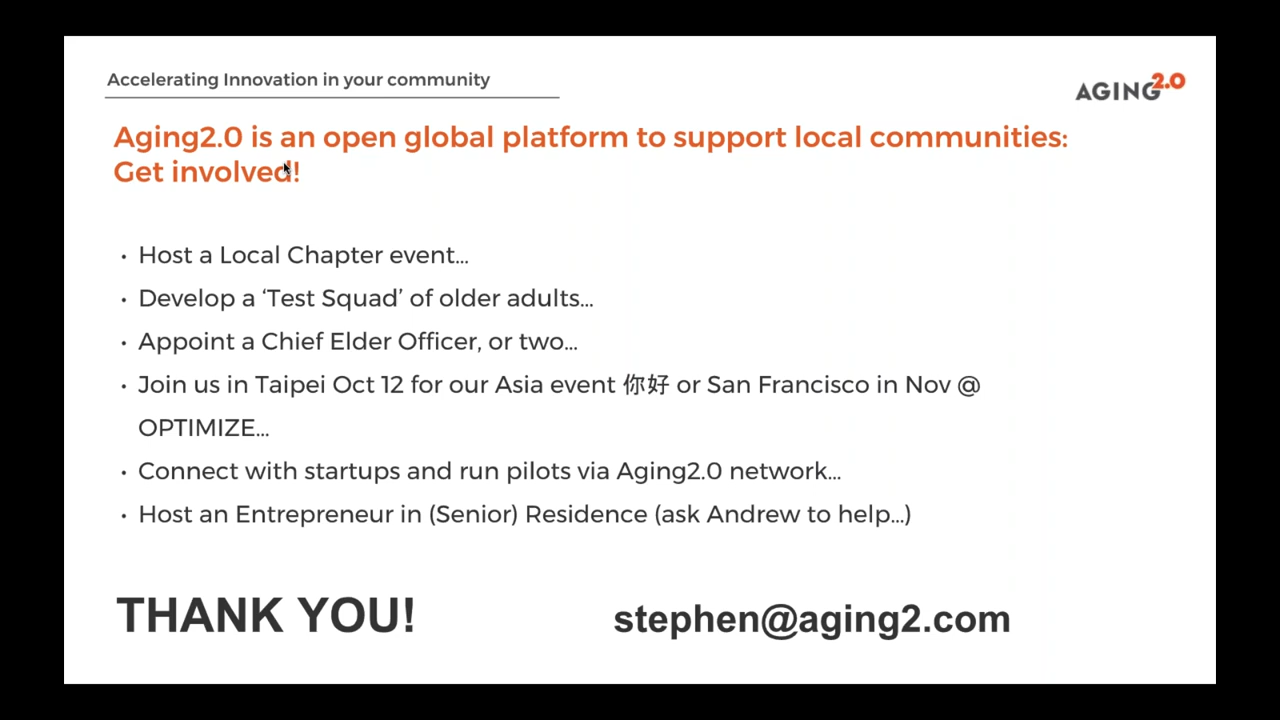 Accelerating Innovation in your community
AGING2.0
Aging2.0 is an open global platform to support local communities:
Get involved!
• Host a Local Chapter event...
• Develop a ‘Test Squad’ of older adults...
• Appoint a Chief Elder Officer, or two...
• Join us in Taipei Oct 12 for our Asia event 你好 or San Francisco in Nov @
OPTIMIZE...
• Connect with startups and run pilots via Aging2.0 network...
• Host an Entrepreneur in (Senior) Residence (ask Andrew to help...)
THANK YOU!
stephen@aging2.com